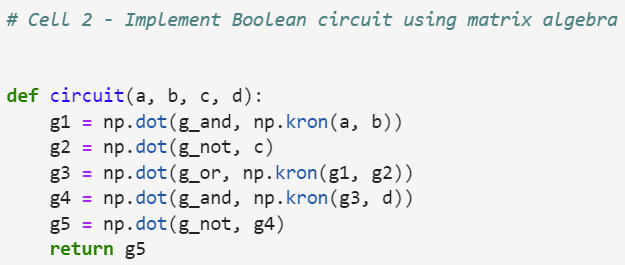 # Cell 2 - Implement Boolean circuit using matrix algebra
def circuit(a, b, c, d):
    g1 = np.dot(g_and, np.kron(a, b))
    g2 = np.dot(g_not, c)
    g3 = np.dot(g_or, np.kron(g1, g2))
    g4 = np.dot(g_and, np.kron(g3, d))
    g5 = np.dot(g_not, g4)
    return g5